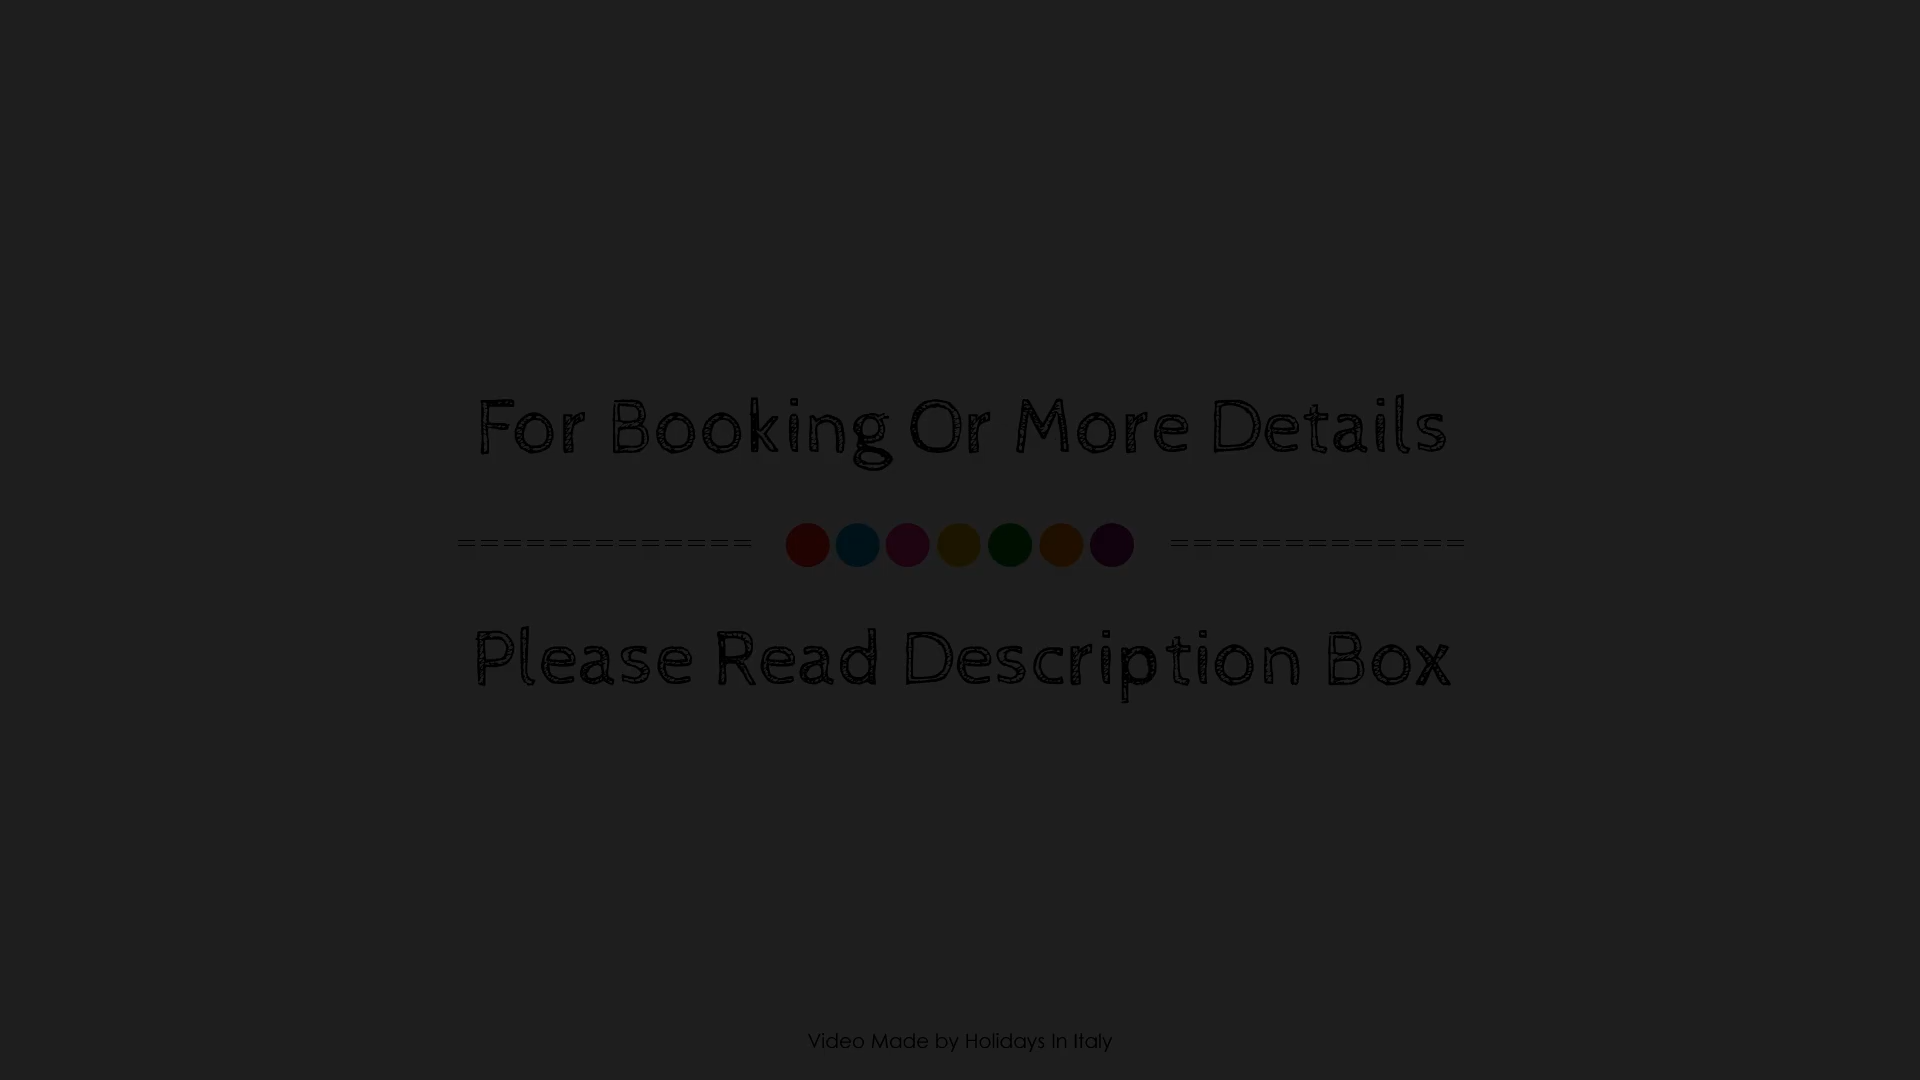 For Booking Or More Details
============= =============
Please Read Description Box
Video Made by Holidays In Italy